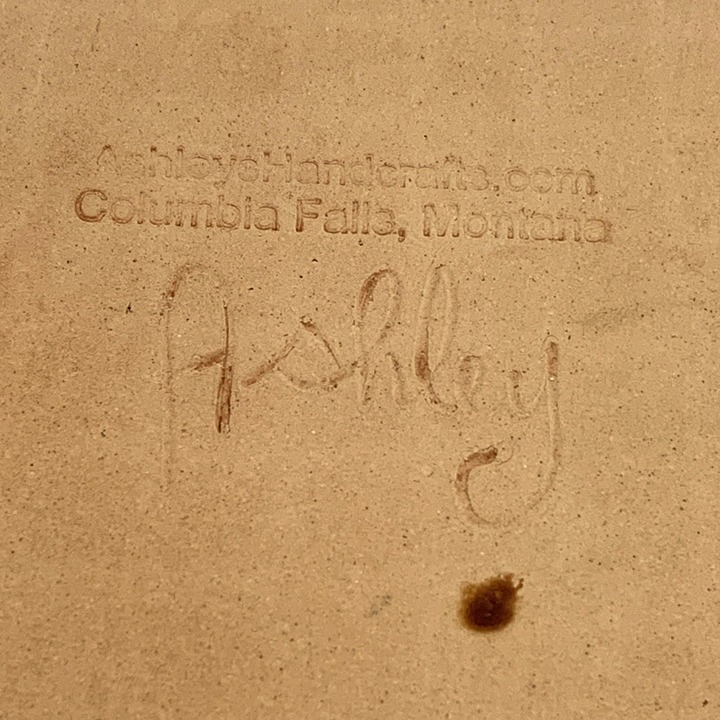 AshleysHandcrafts.com
Columbia Falls, Montana
Ashley